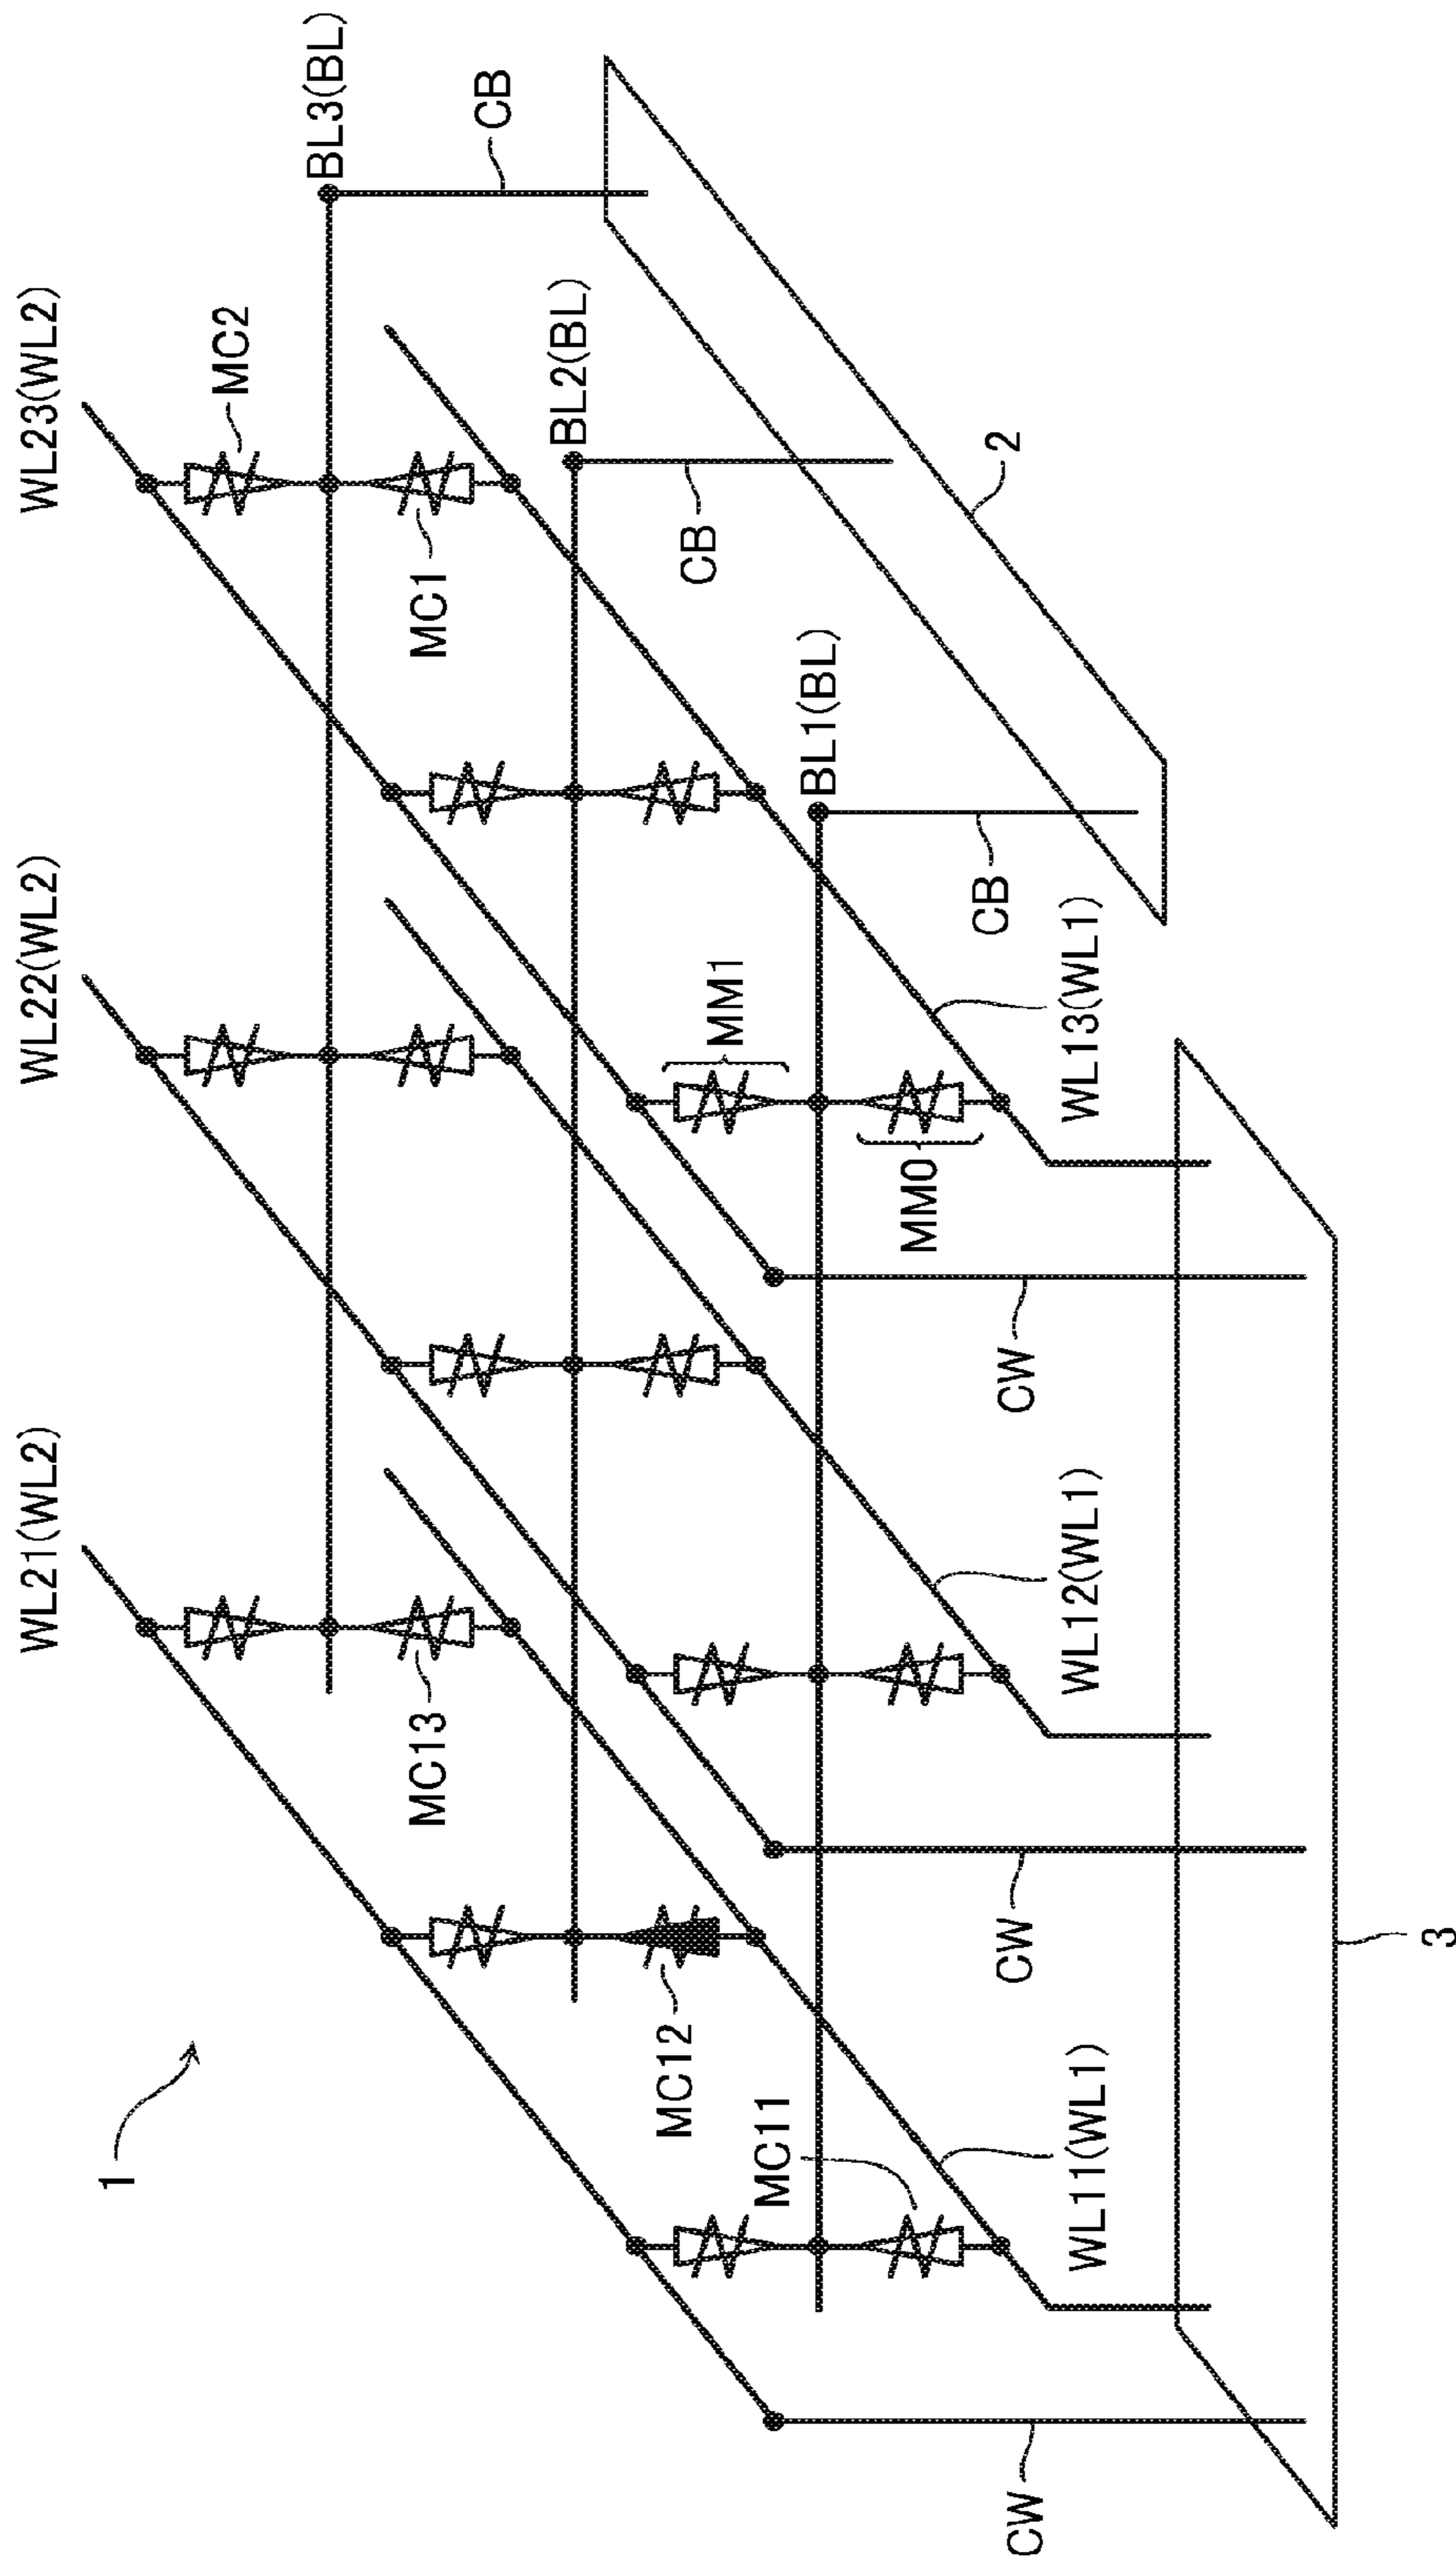 1
WL21(WL2)
WL22(WL2)
WL23(WL2)
BL3(BL)
MC2
CB
MC13
MC1
BL2(BL)
MC12
CB
MM1
BL1(BL)
MC11
2
MM0
CB
WL11(WL1)
WL12(WL1)
WL13(WL1)
CW
CW
CW
3